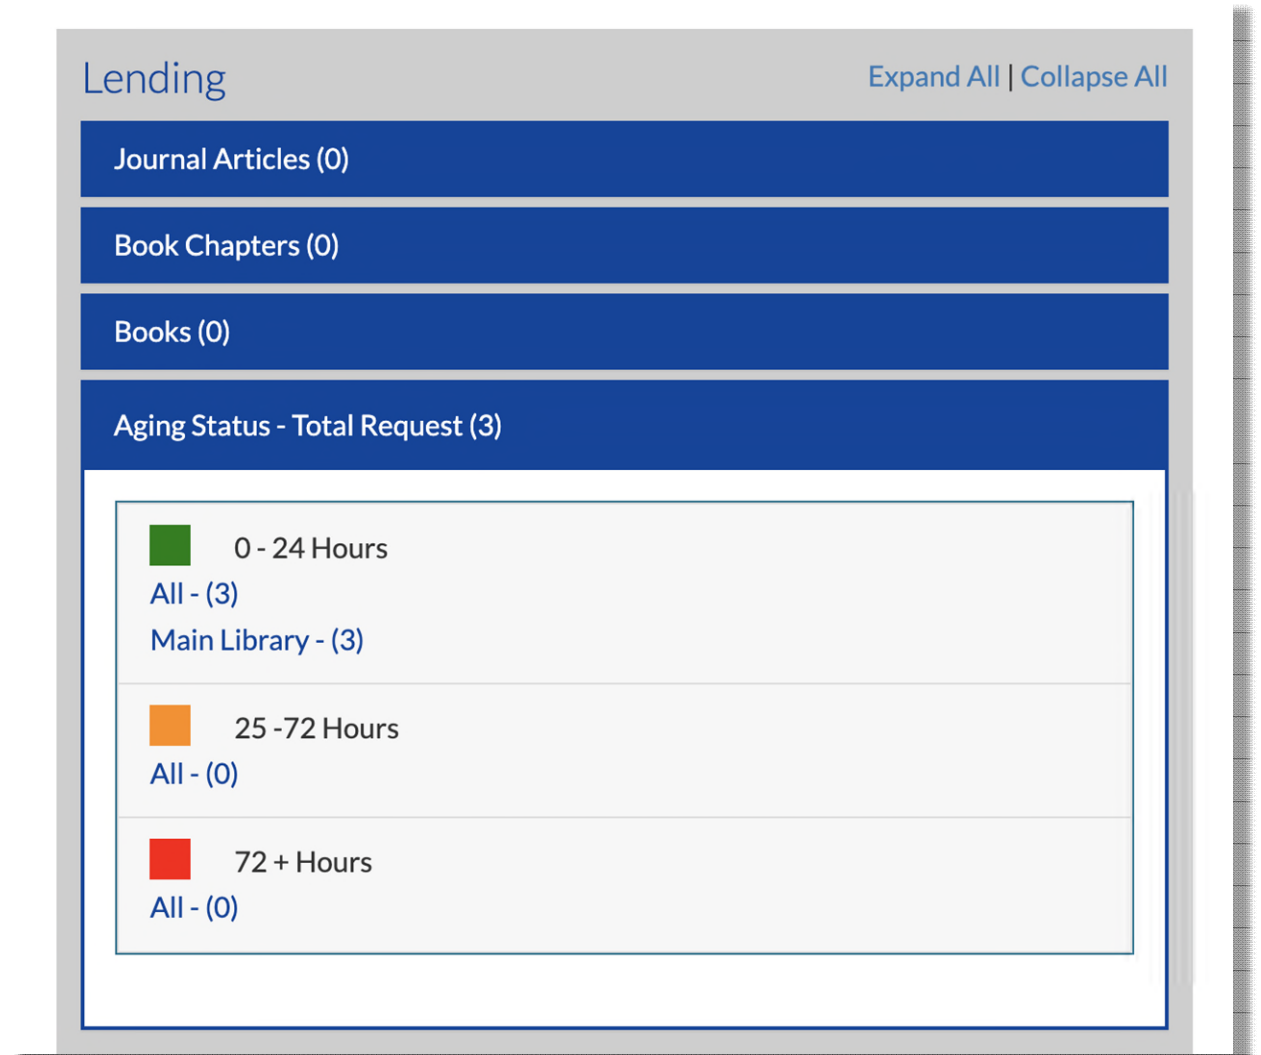 Lending
Expand All | Collapse All
Journal Articles (0)
Book Chapters (0)
Books (0)
Aging Status - Total Request (3)
0 - 24 Hours
All - (3)
Main Library - (3)
25 -72 Hours
All - (0)
72 + Hours
All - (0)